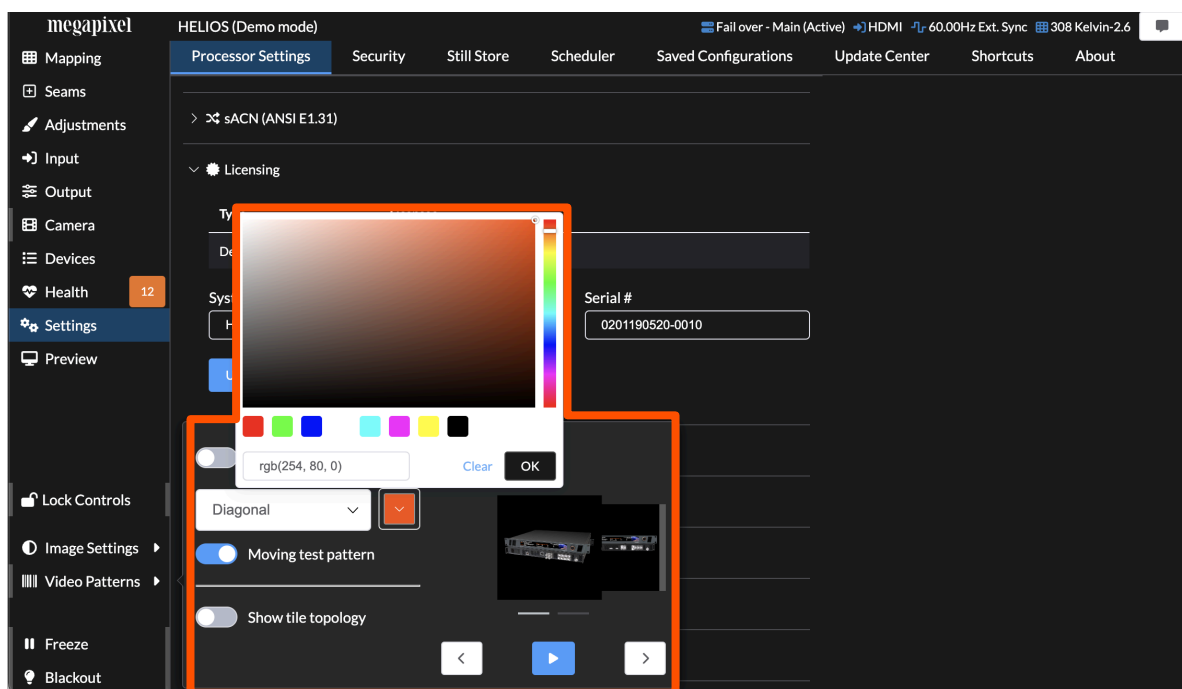 megapixel
HELIOS (Demo mode)
Fail over - Main (Active) HDMI 60.00Hz Ext. Sync 308 Kelvin-2.6
Mapping
Seams
Adjustments
Input
Output
Camera
Devices
Health 12
Settings
Preview
Lock Controls
Image Settings
Video Patterns
Freeze
Blackout
Processor Settings Security Still Store Scheduler Saved Configurations Update Center Shortcuts About
sACN (ANSI E1.31)
Licensing
Serial #
0201190520-0010
rgb(254, 80, 0) Clear OK
Diagonal
Moving test pattern
Show tile topology